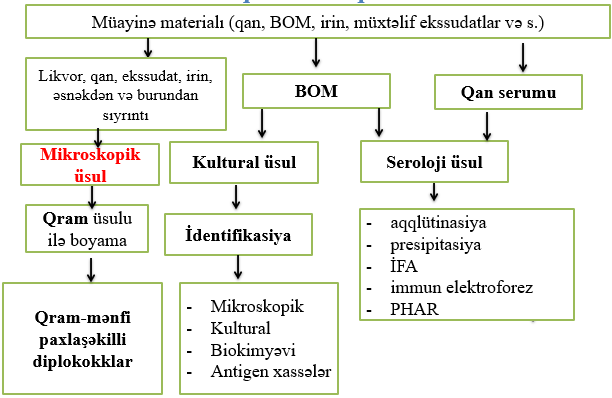 Müayinə materialı (qan, BOM, irin, müxtəlif ekssudatlar və s.)
Likvor, qan, ekssudat, irin,
əsnəkdən və burundan
sıyrıntı
BOM
Qan serumu
Mikroskopik
üsul
Kultural üsul
Seroloji üsul
Qram üsulu
ilə boyama
İdentifikasiya
- aqqlütinasiya
- presipitasiya
- İFA
- immun elektroforez
- PHAR
Qram-mənfi
paxlaşəkilli
diplokokklar
- Mikroskopik
- Kultural
- Biokimyəvi
- Antigen xassələr